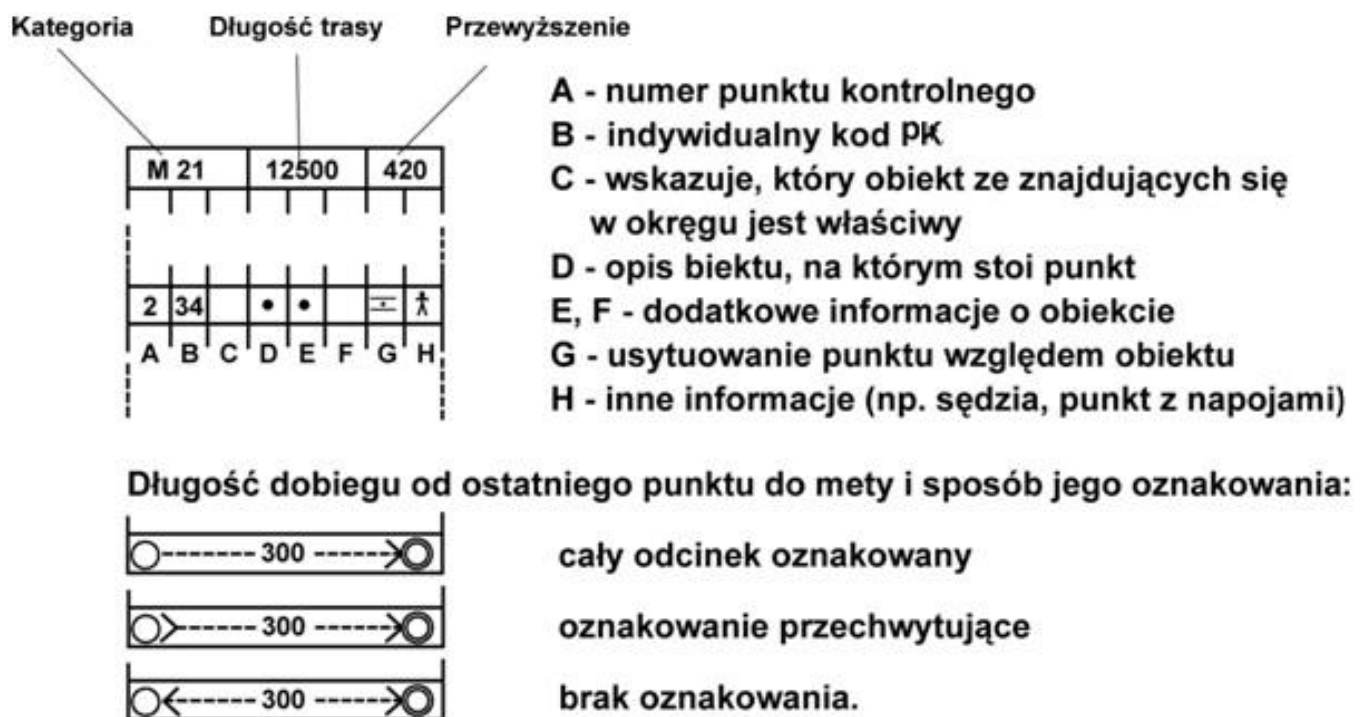 Kategoria Długość trasy Przewyższenie
M 21 12500 420
2 34
A B C D E F G H
A - numer punktu kontrolnego
B - indywidualny kod PK
C - wskazuje, który obiekt ze znajdujących się
w okręgu jest właściwy
D - opis biektu, na którym stoi punkt
E, F - dodatkowe informacje o obiekcie
G - usytuowanie punktu względem obiektu
H - inne informacje (np. sędzia, punkt z napojami)
Długość dobiegu od ostatniego punktu do mety i sposób jego oznakowania:
300 cały odcinek oznakowany
300 oznakowanie przechwytujące
300 brak oznakowania.